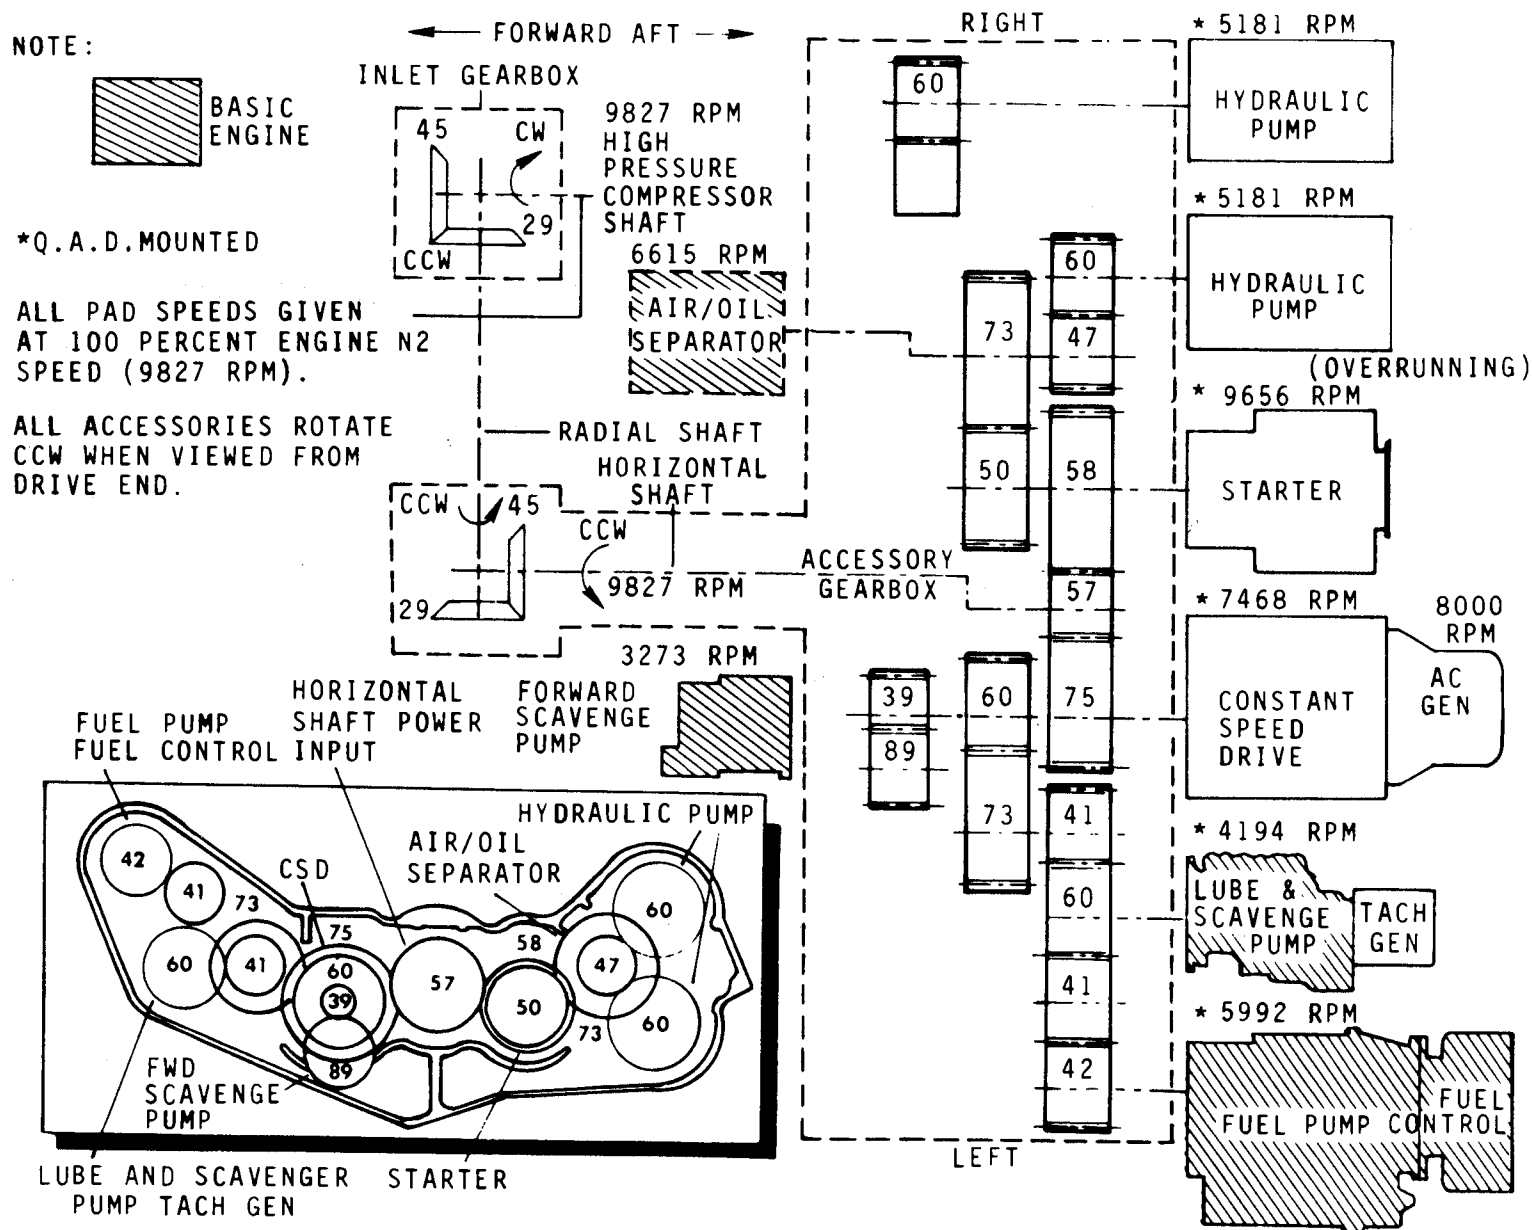 NOTE:
BASIC
ENGINE
*Q.A.D.MOUNTED
ALL PAD SPEEDS GIVEN
AT 100 PERCENT ENGINE N2
SPEED (9827 RPM).
ALL ACCESSORIES ROTATE
CCW WHEN VIEWED FROM
DRIVE END.
FORWARD AFT
INLET GEARBOX
45
CW
29
CCW
9827 RPM
HIGH
PRESSURE
COMPRESSOR
SHAFT
6615 RPM
AIR/OIL
SEPARATOR
RADIAL SHAFT
HORIZONTAL
SHAFT
CCW
45
29
CCW
9827 RPM
ACCESSORY
GEARBOX
3273 RPM
FORWARD
SCAVENGE
PUMP
RIGHT
60
60
47
73
50
58
57
39
89
60
73
75
41
60
41
42
LEFT
* 5181 RPM
HYDRAULIC
PUMP
* 5181 RPM
HYDRAULIC
PUMP
(OVERRUNNING)
* 9656 RPM
STARTER
* 7468 RPM
CONSTANT
SPEED
DRIVE
8000
RPM
AC
GEN
* 4194 RPM
LUBE &
SCAVENGE
PUMP
TACH
GEN
* 5992 RPM
FUEL PUMP
FUEL
CONTROL
FUEL PUMP
FUEL CONTROL
HORIZONTAL
SHAFT POWER
INPUT
HYDRAULIC PUMP
AIR/OIL
SEPARATOR
CSD
42
41
73
60
41
75
60
39
89
57
58
50
47
73
60
60
FWD
SCAVENGE
PUMP
LUBE AND SCAVENGER
PUMP TACH GEN
STARTER